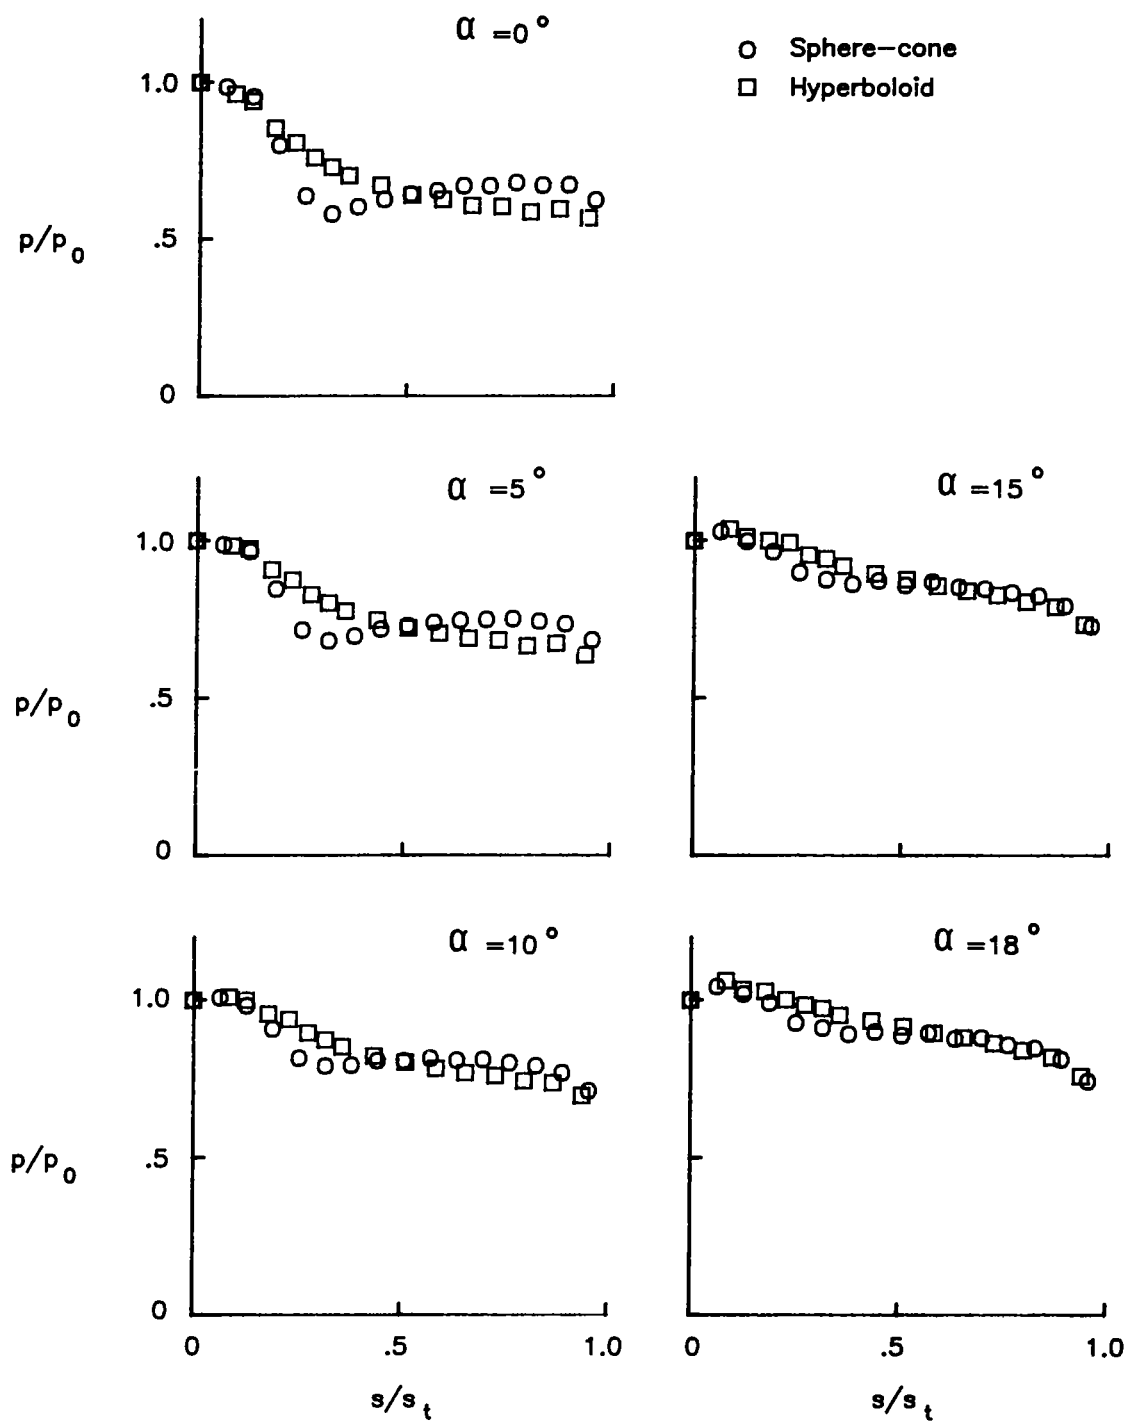 α =0°
○ Sphere-cone
□ Hyperboloid
1.0
p/p0
.5
0
α =5°
α =15°
1.0
p/p0
.5
0
α =10°
α =18°
1.0
p/p0
.5
0
0 .5 1.0
0 .5 1.0
s/st
s/st